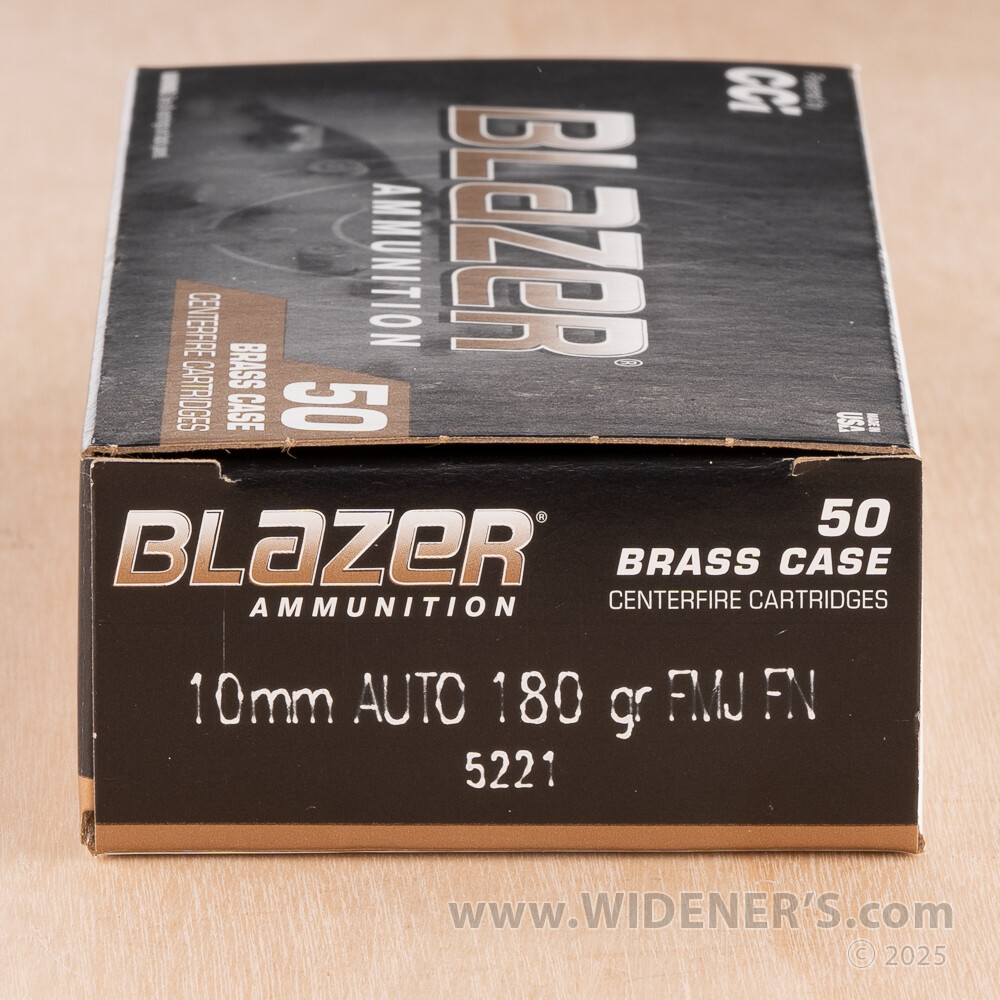 CCI
BLAZER®
AMMUNITION
50
BRASS CASE
CENTERFIRE CARTRIDGES
MADE IN
USA
BLAZER®
AMMUNITION
50
BRASS CASE
CENTERFIRE CARTRIDGES
10mm AUTO 180 gr FMJ FN
5221
www.WIDENER'S.com
© 2025